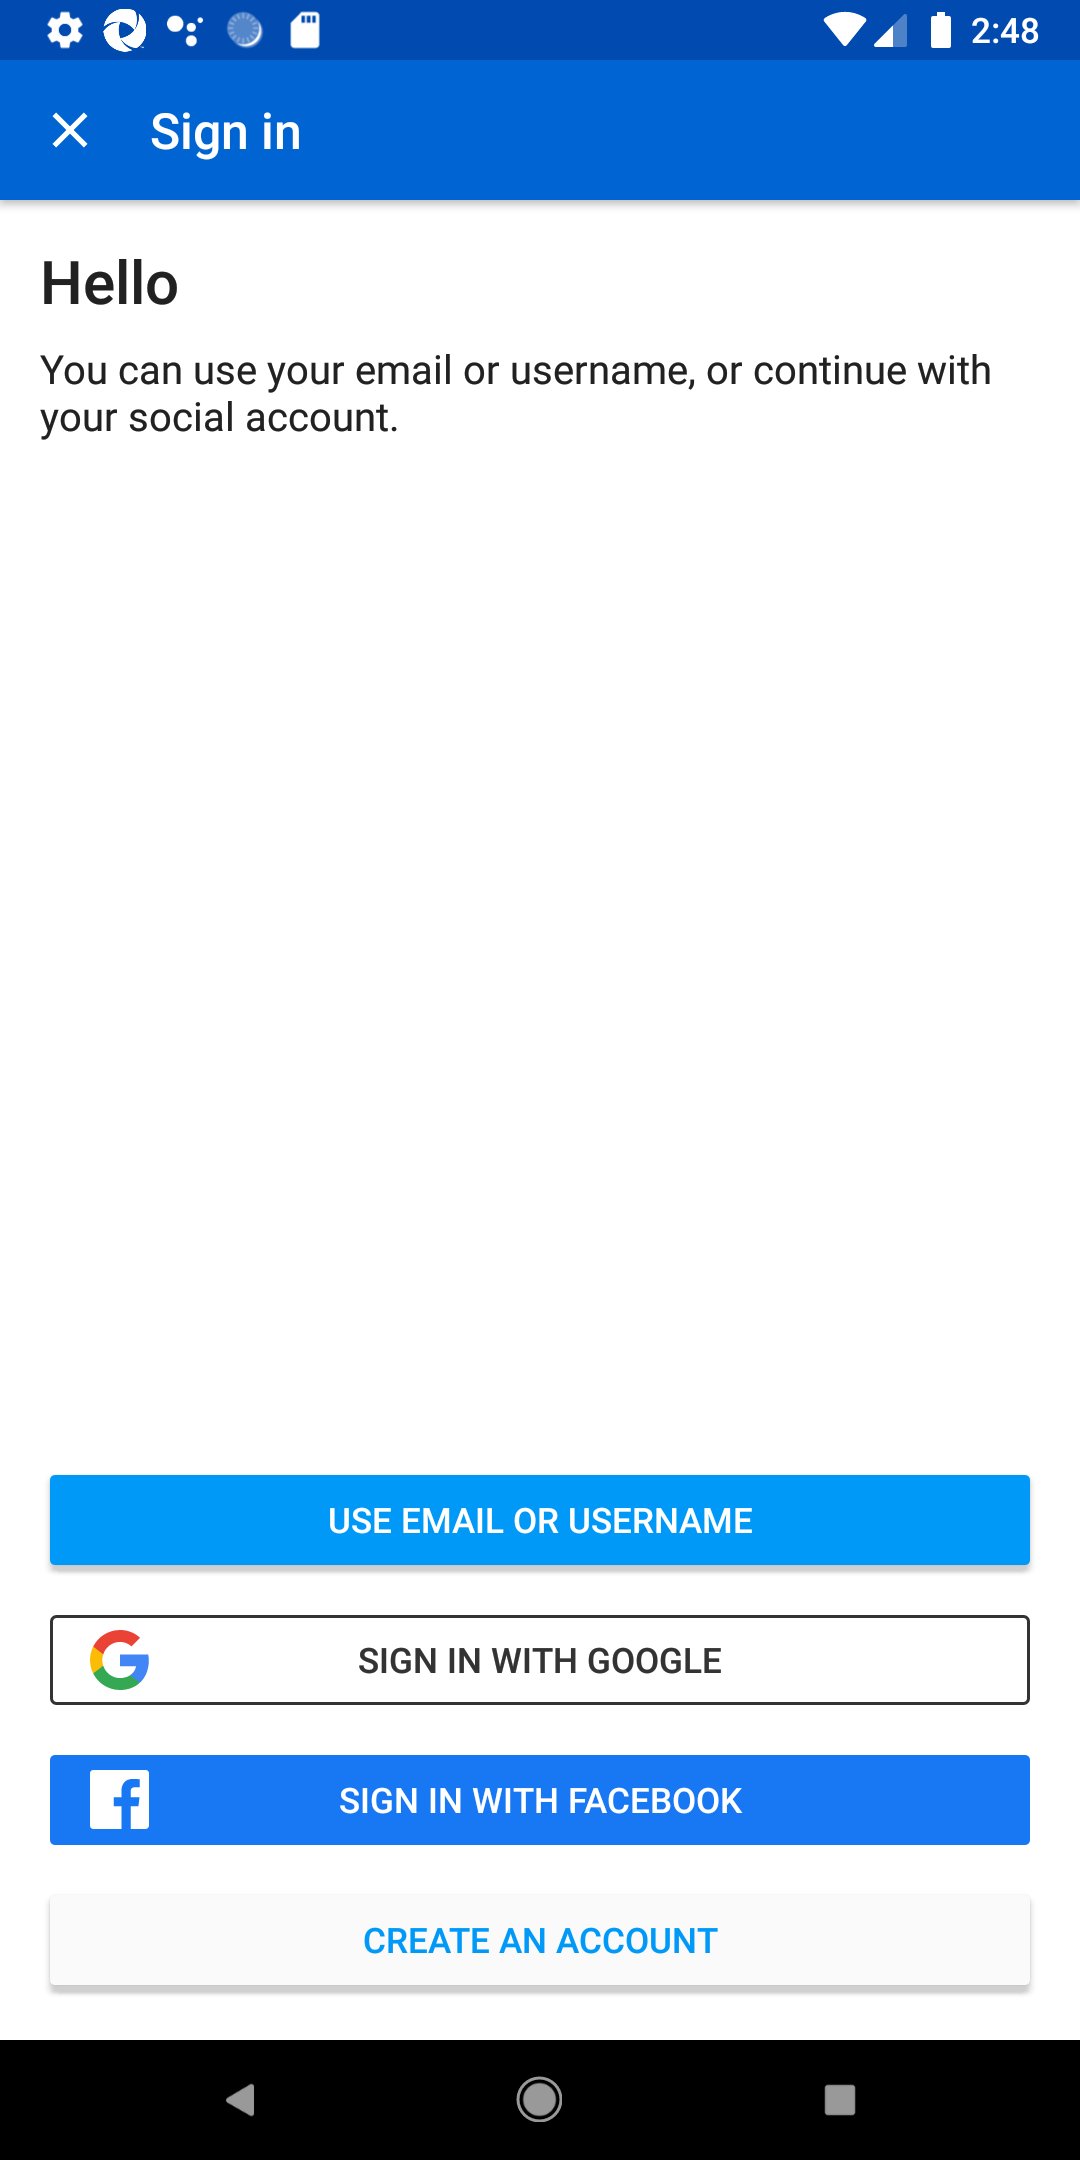 2:48
Sign in
Hello
You can use your email or username, or continue with
your social account.
USE EMAIL OR USERNAME
SIGN IN WITH GOOGLE
SIGN IN WITH FACEBOOK
CREATE AN ACCOUNT